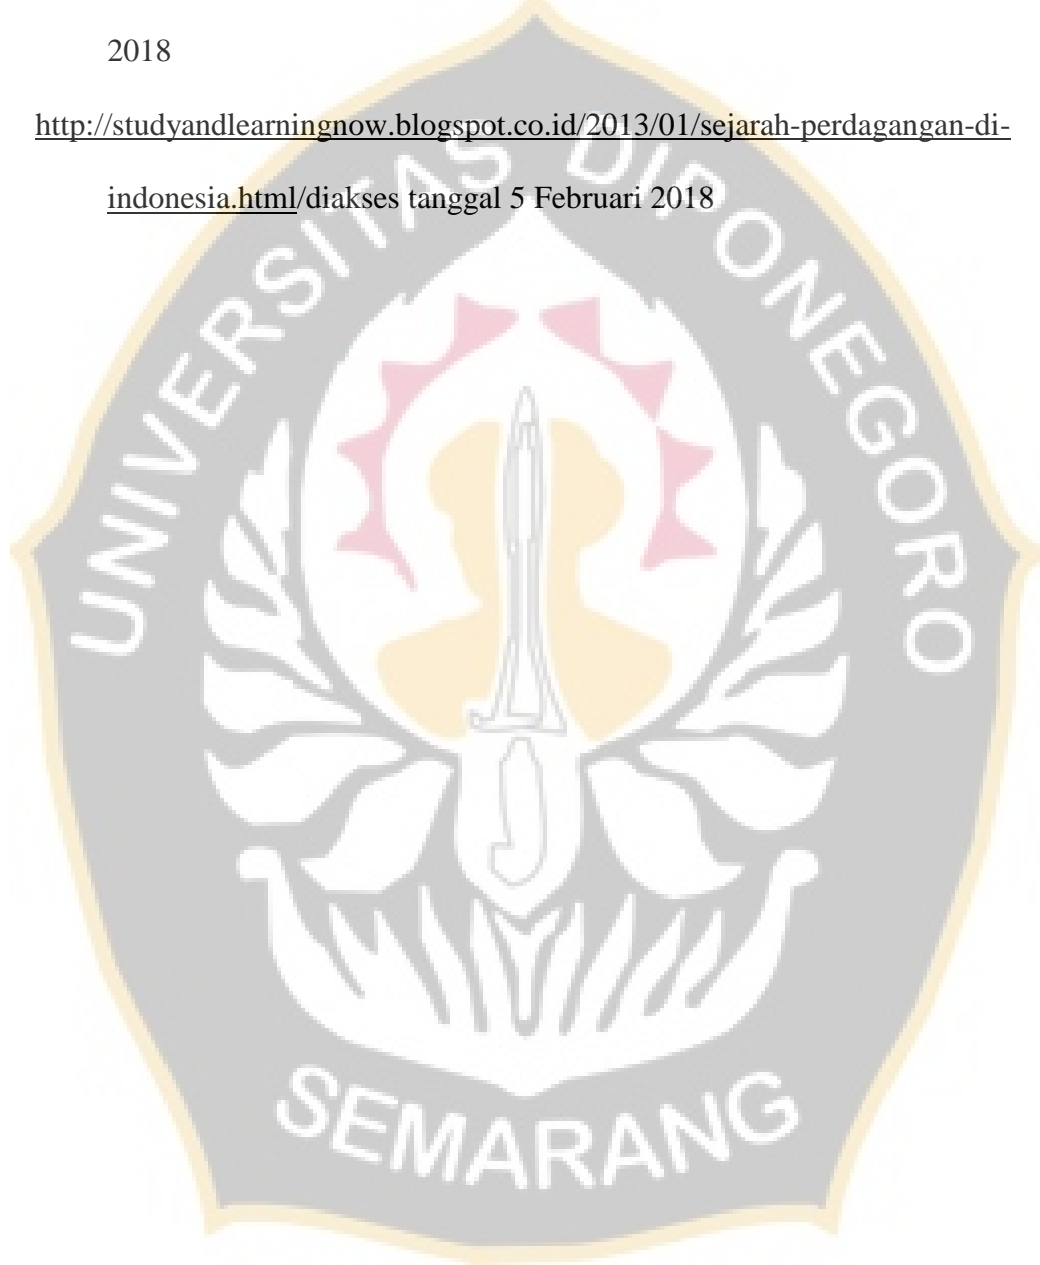 2018
http://studyandlearningnow.blogspot.co.id/2013/01/sejarah-perdagangan-di-
indonesia.html/diakses tanggal 5 Februari 2018
UNIVERSITAS DIPONEGORO
SEMARANG